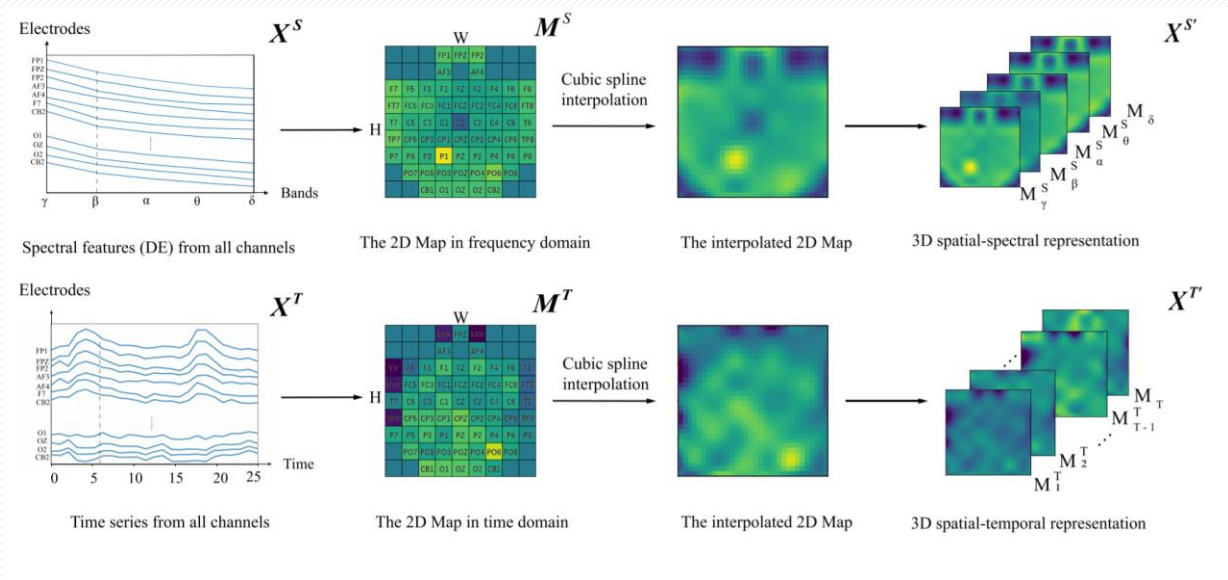 Electrodes
X^S
FP1
FPZ
FP2
AF3
AF4
F7
CB2
O1
OZ
O2
CB2
γ β α θ δ
Bands
Spectral features (DE) from all channels
M^S
W
H
FP1 FPZ FP2
AF3 AF4
F7 F5 F3 F1 FZ F2 F4 F6 F8
FT7 FC5 FC3 FC1 FCZ FC2 FC4 FC6 FT8
T7 C5 C3 C1 CZ C2 C4 C6 T8
TP7 CP5 CP3 CP1 CPZ CP2 CP4 CP6 TP8
P7 P5 P3 P1 PZ P2 P4 P6 P8
PO7 PO5 PO3 POZ PO4 PO6 PO8
CB1 O1 OZ O2 CB2
The 2D Map in frequency domain
Cubic spline
interpolation
The interpolated 2D Map
X^S'
M δ
M^S_θ
M^S_α
M^S_β
M^S_γ
3D spatial-spectral representation
Electrodes
X^T
FP1
FPZ
FP2
AF3
AF4
F7
CB2
O1
OZ
O2
CB2
0 5 10 15 20 25
Time
Time series from all channels
M^T
W
H
FPZ
AF3 AF4
F3 F1 FZ F2 F4 F6
FC5 FC3 FC1 FCZ FC2 FC4 FC6
T7 C5 C3 C1 CZ C2 C4 C6
CP5 CP3 CP1 CPZ CP2 CP4 CP6 TP8
P7 P5 P3 P1 PZ P2 P4 P6 P8
PO7 PO5 PO3 POZ PO4 PO6 PO8
CB1 O1 OZ O2 CB2
The 2D Map in time domain
Cubic spline
interpolation
The interpolated 2D Map
X^T'
M T
M^T_T-1
M^T_2
M^T_1
3D spatial-temporal representation